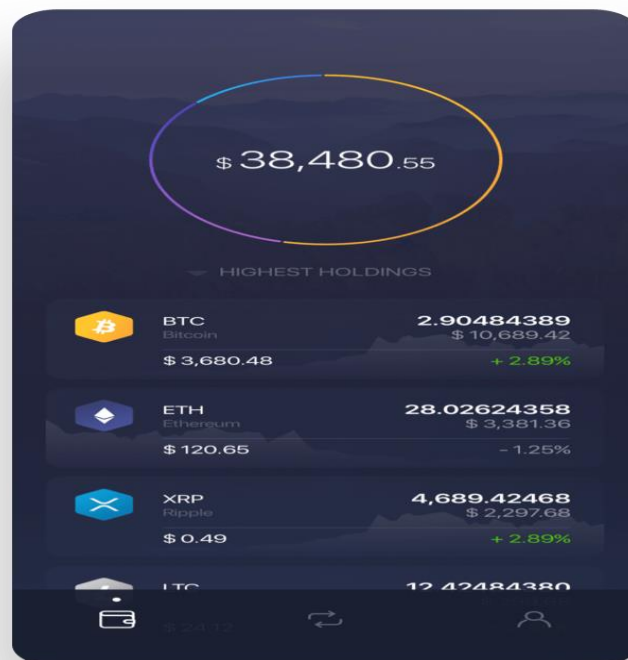 $ 38,480.55
HIGHEST HOLDINGS
BTC 2.90484389
Bitcoin $ 10,689.42
$ 3,680.48 + 2.89%
ETH 28.02624358
Ethereum $ 3,381.36
$ 120.65 - 1.25%
XRP 4,689.42468
Ripple $ 2,297.68
$ 0.49 + 2.89%
LTC 12.42484380
$ 24.12